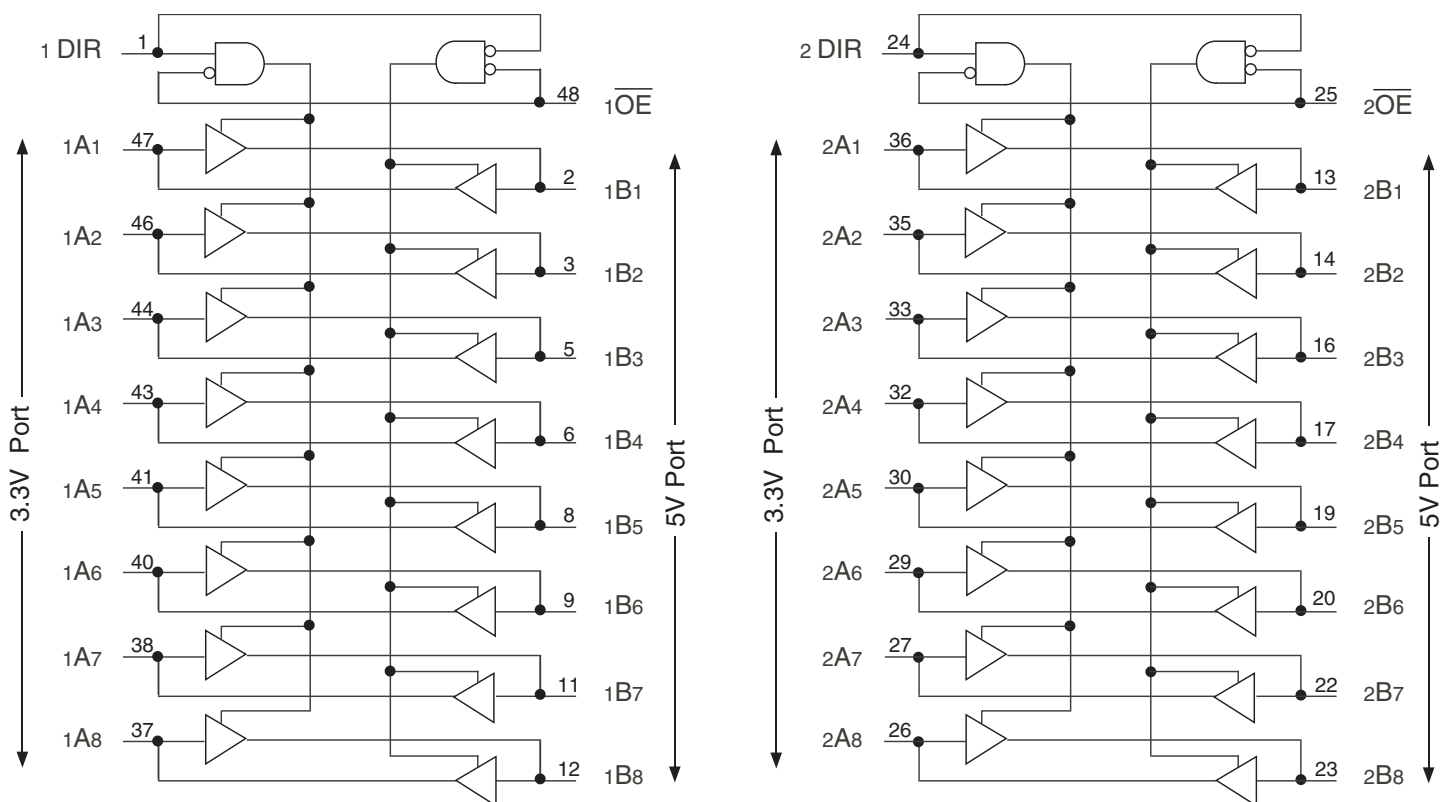 1 DIR 1
48 1OE
1A1 47
2 1B1
1A2 46
3 1B2
1A3 44
5 1B3
1A4 43
6 1B4
1A5 41
8 1B5
1A6 40
9 1B6
1A7 38
11 1B7
1A8 37
12 1B8
3.3V Port
5V Port
2 DIR 24
25 2OE
2A1 36
13 2B1
2A2 35
14 2B2
2A3 33
16 2B3
2A4 32
17 2B4
2A5 30
19 2B5
2A6 29
20 2B6
2A7 27
22 2B7
2A8 26
23 2B8
3.3V Port
5V Port